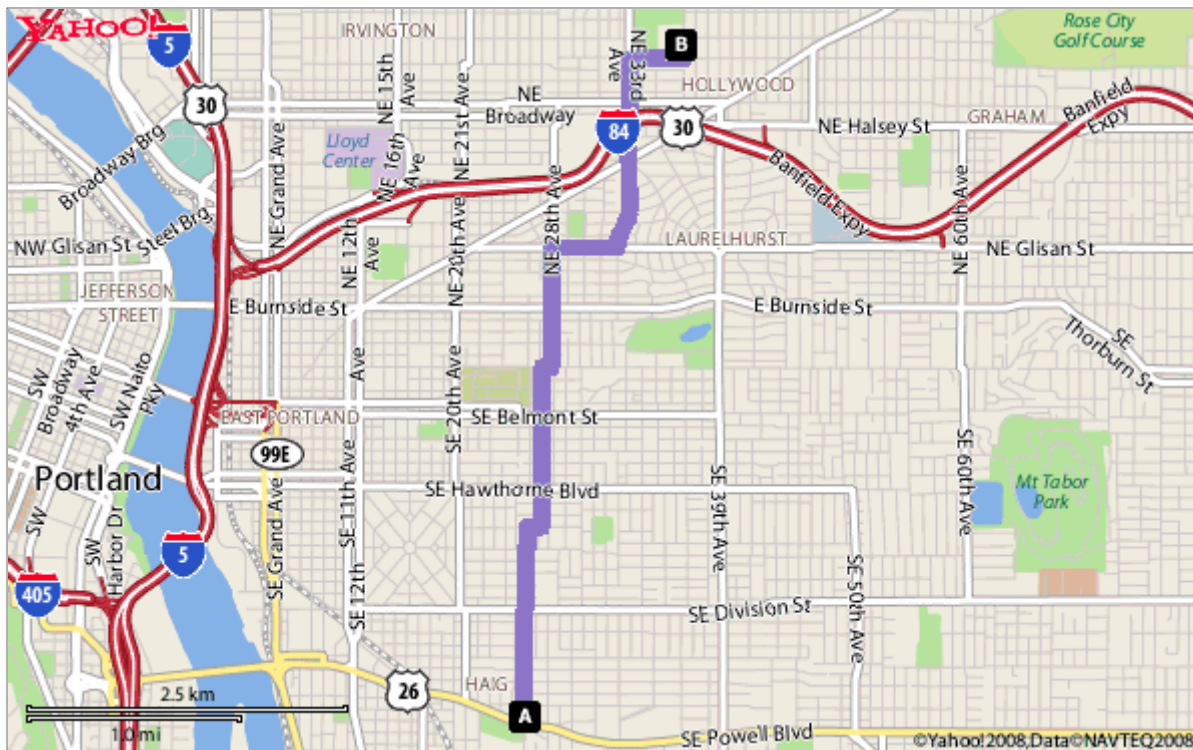 YAHOO!
5
IRVINGTON
Rose City
Golf Course
B
30
NE 15th
Ave
NE 33rd
Ave
HOLLYWOOD
NE
Broadway
NE 21st Ave
84
30
GRAHAM
Banfield
Expy
NE Halsey St
Broadway Brg
NE Grand Ave
Lloyd
Center
NE 16th
Ave
Banfield Expy
NE 60th Ave
NE 28th Ave
NE 20th Ave
NE 12th
Ave
NW Glisan St
Steel Brg
LAURELHURST
NE Glisan St
JEFFERSON
STREET
E Burnside St
E Burnside St
SE
Thorburn St
SW
Broadway
4th Ave
SW Naito
Pky
SE 20th Ave
EAST PORTLAND
SE Belmont St
99E
Portland
SE 11th Ave
SE Hawthorne Blvd
SE 39th Ave
SE 60th Ave
Mt Tabor
Park
SW
SW
Harbor Dr
SE Grand Ave
5
405
SE 12th
SE Division St
SE 50th Ave
HAIG
26
A
2.5 km
1.0 mi
SE Powell Blvd
©Yahoo!2008,Data©NAVTEQ2008